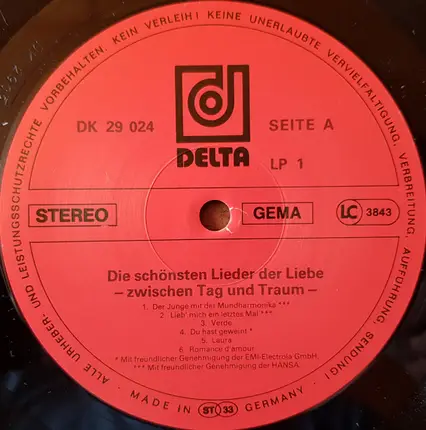 ALLE URHEBER- UND LEISTUNGSSCHUTZRECHTE VORBEHALTEN. KEIN VERLEIH! KEINE UNERLAUBTE VERVIELFÄLTIGUNG, VERBREITUNG, AUFFÜHRUNG, SENDUNG!
DK 29 024
SEITE A
DELTA
LP 1
STEREO
GEMA
LC 3843
Die schönsten Lieder der Liebe
– zwischen Tag und Traum –
1. Der Junge mit der Mundharmonika ***
2. Lieb' mich ein letztes Mal ***
3. Verde
4. Du hast geweint *
5. Laura
6. Romance d'amour
* Mit freundlicher Genehmigung der EMI-Electrola GmbH.
*** Mit freundlicher Genehmigung der HANSA.
MADE IN ST 33 GERMANY